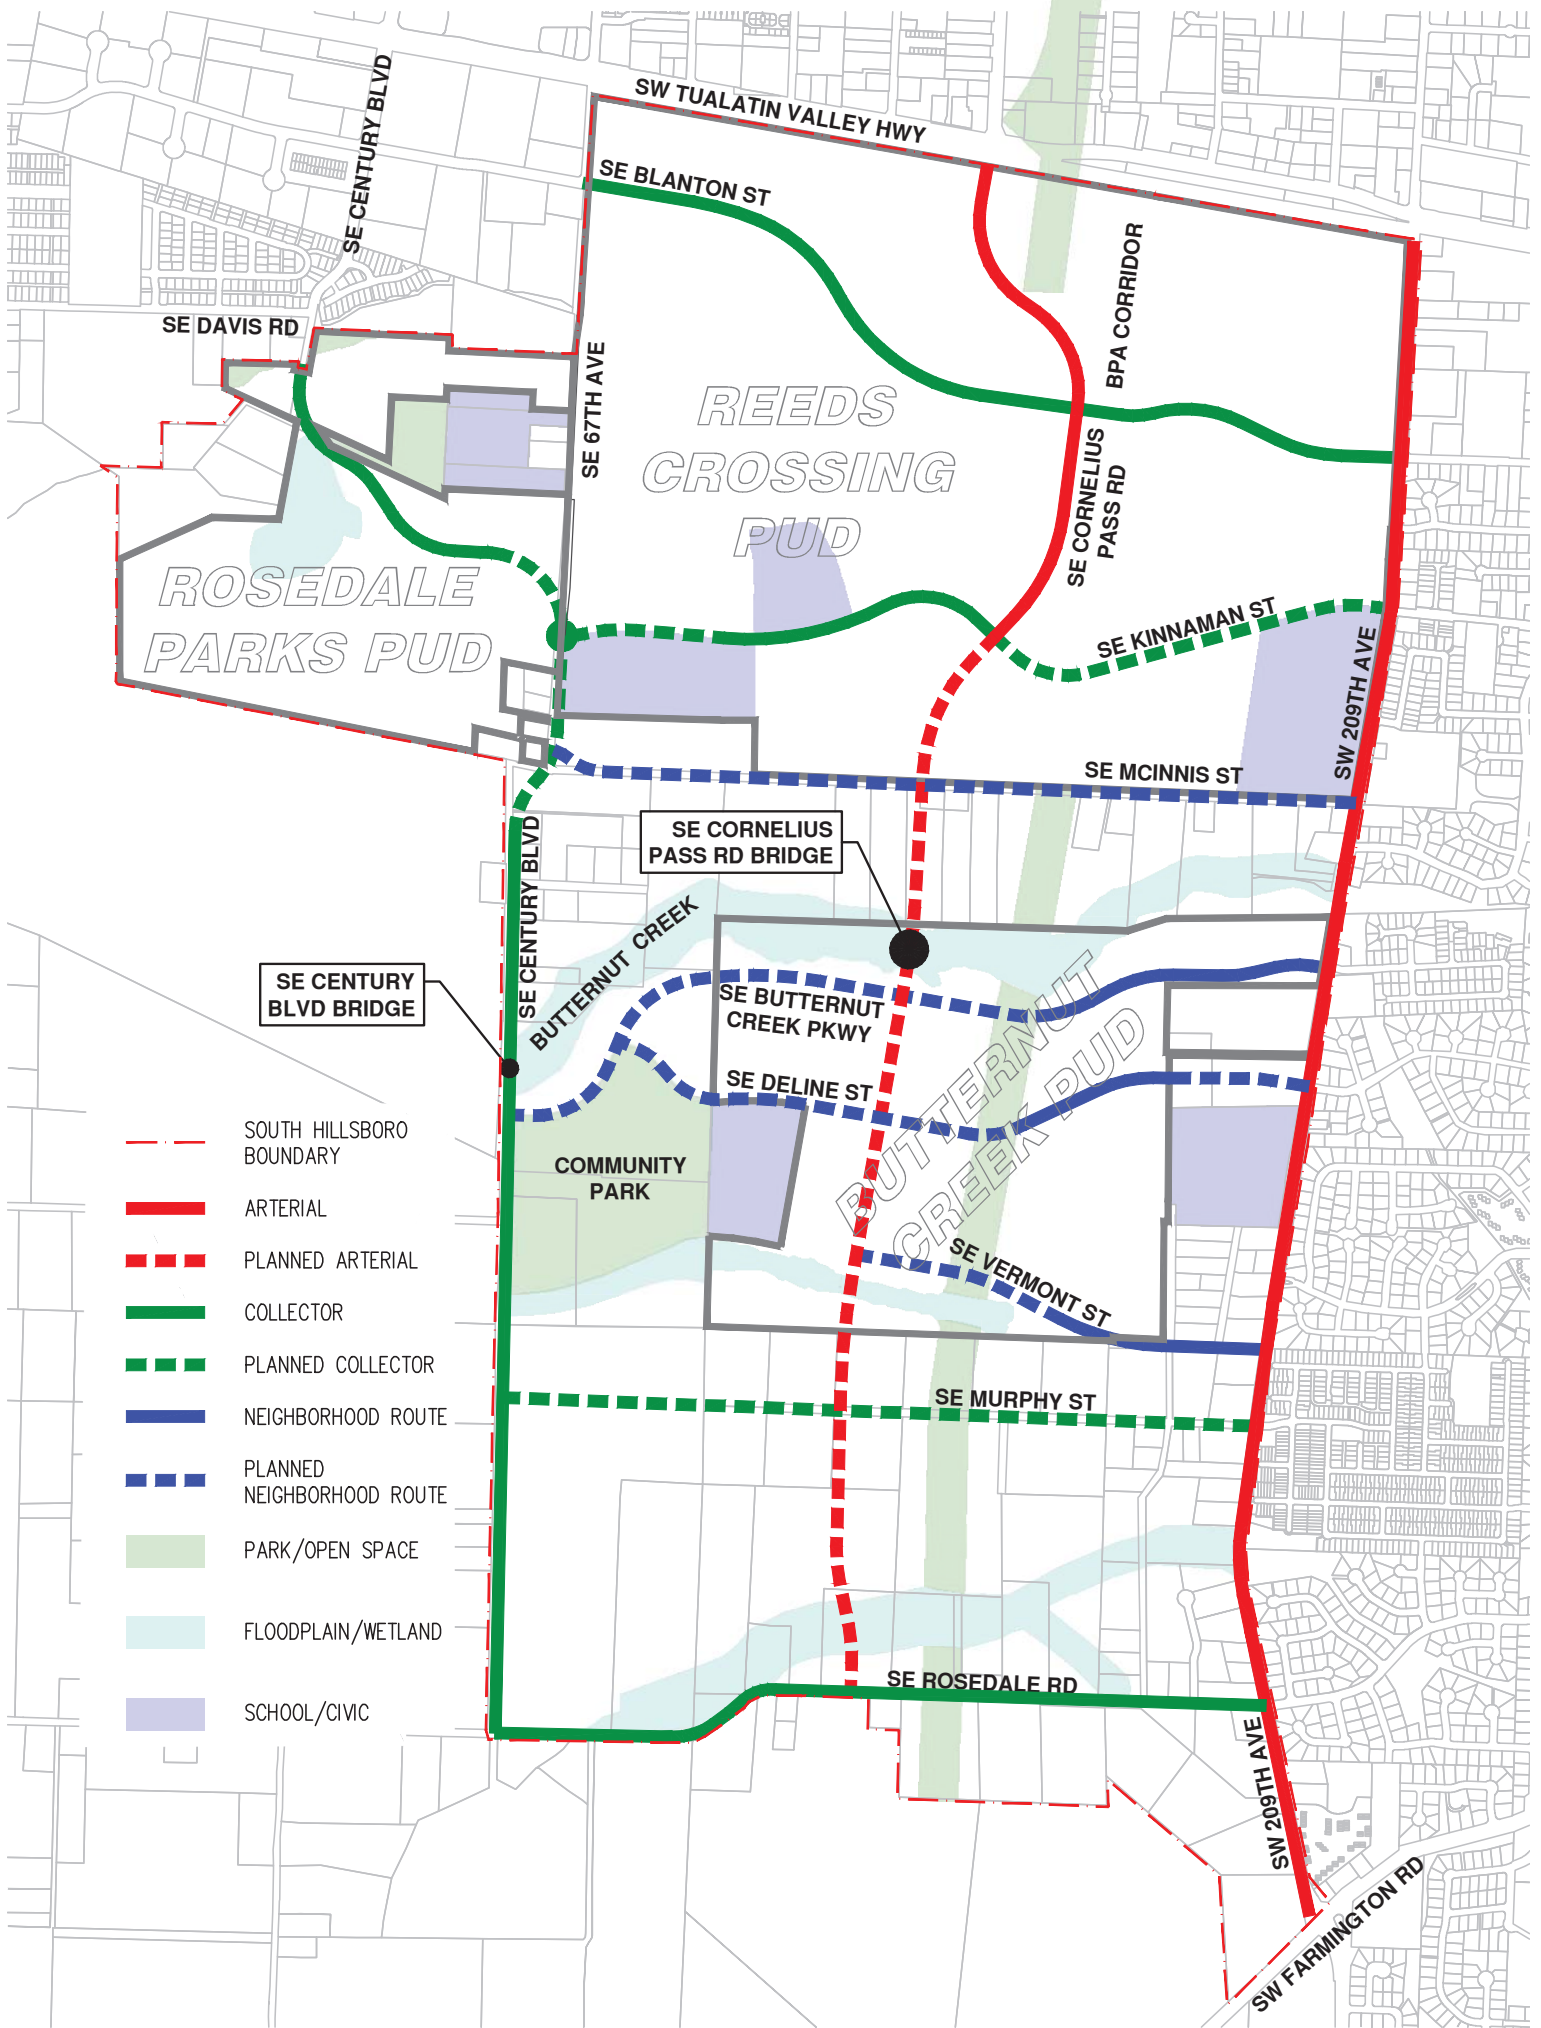 SE CENTURY BLVD
SW TUALATIN VALLEY HWY
SE BLANTON ST
BPA CORRIDOR
SE DAVIS RD
SE 67TH AVE
REEDS
CROSSING
PUD
SE CORNELIUS
PASS RD
ROSEDALE
PARKS PUD
SE KINNAMAN ST
SW 209TH AVE
SE MCINNIS ST
SE CORNELIUS
PASS RD BRIDGE
SE CENTURY BLVD
BUTTERNUT CREEK
SE CENTURY
BLVD BRIDGE
SE BUTTERNUT
CREEK PKWY
BUTTERNUT
CREEK PUD
SE DELINE ST
COMMUNITY
PARK
SE VERMONT ST
SE MURPHY ST
SE ROSEDALE RD
SW 209TH AVE
SW FARMINGTON RD
SOUTH HILLSBORO
BOUNDARY
ARTERIAL
PLANNED ARTERIAL
COLLECTOR
PLANNED COLLECTOR
NEIGHBORHOOD ROUTE
PLANNED
NEIGHBORHOOD ROUTE
PARK/OPEN SPACE
FLOODPLAIN/WETLAND
SCHOOL/CIVIC